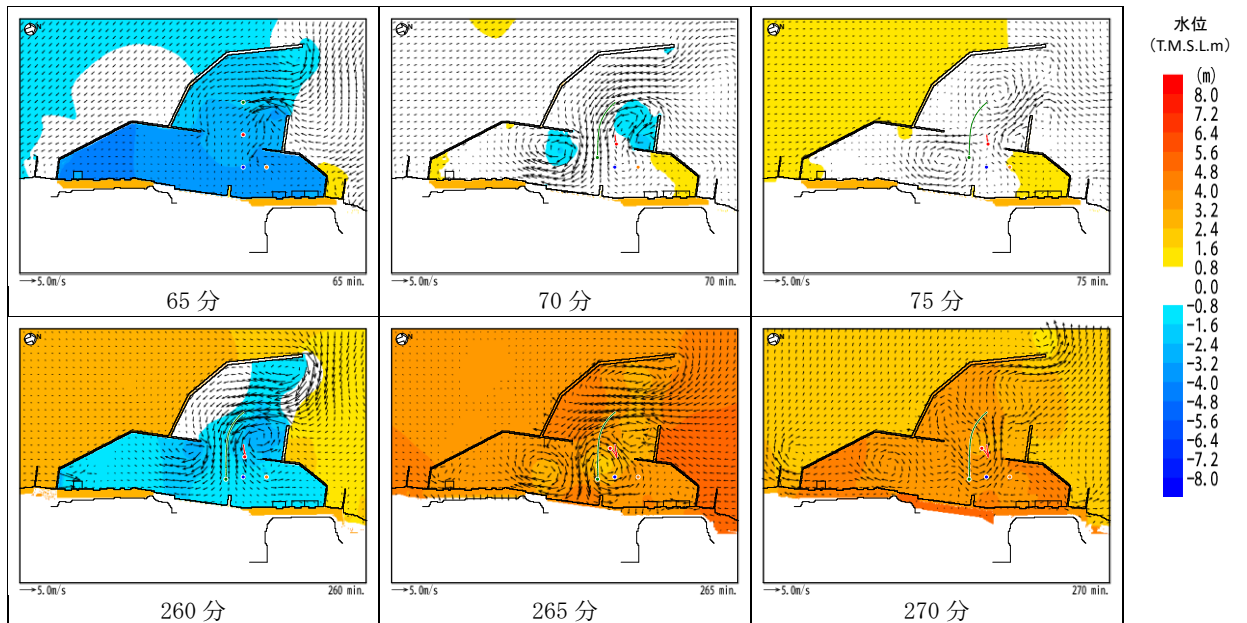 水位
(T.M.S.L.m)
(m)
8.0
7.2
6.4
5.6
4.8
4.0
3.2
2.4
1.6
0.8
0.0
-0.8
-1.6
-2.4
-3.2
-4.0
-4.8
-5.6
-6.4
-7.2
-8.0
N
5.0m/s
65 min.
65 分
N
5.0m/s
70 min.
70 分
N
5.0m/s
75 min.
75 分
N
5.0m/s
260 min.
260 分
N
5.0m/s
265 min.
265 分
N
5.0m/s
270 min.
270 分